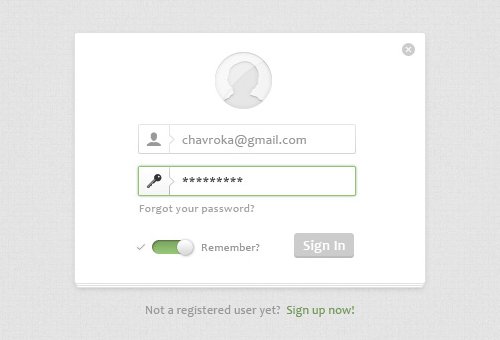 chavroka@gmail.com
*********
Forgot your password?
Remember?
Sign In
Not a registered user yet? Sign up now!